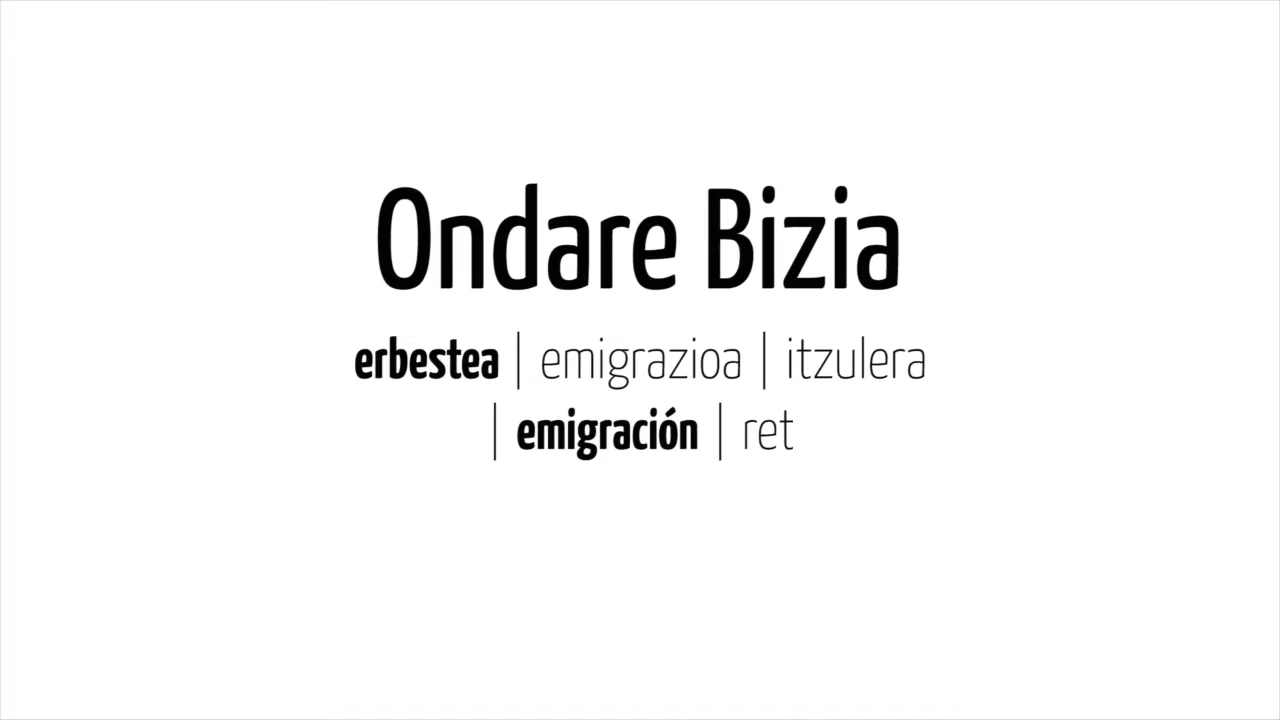 Ondare Bizia
erbestea | emigrazioa | itzulera
| emigración | ret